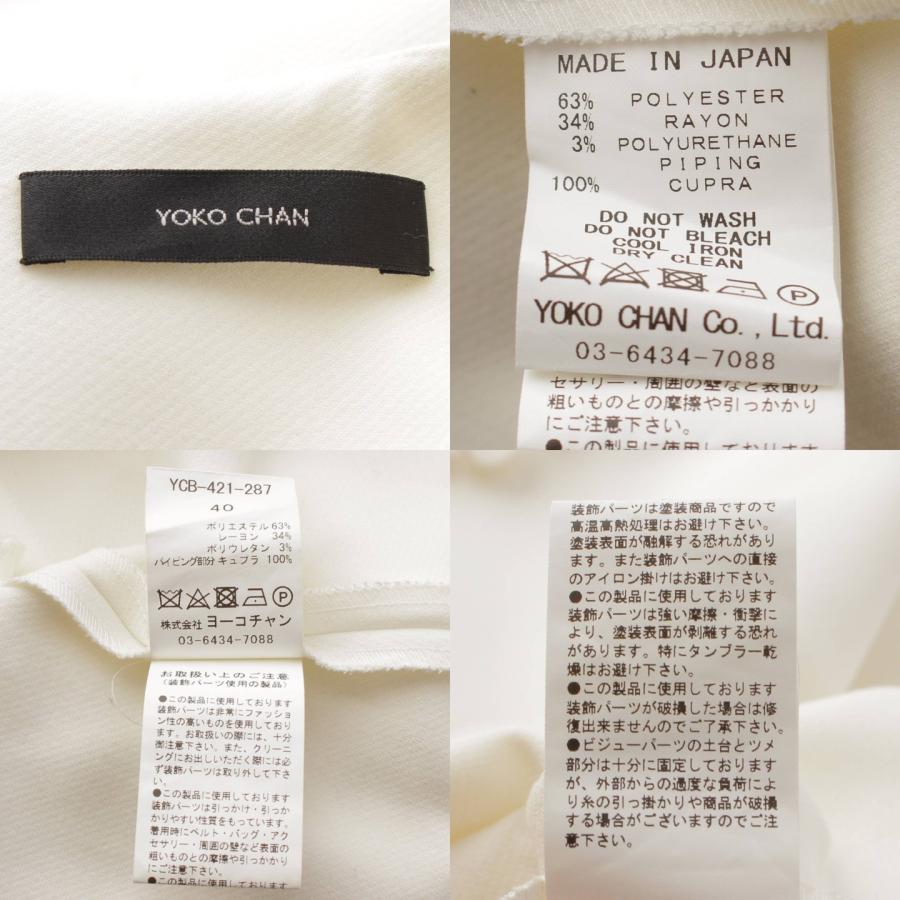 YOKO CHAN
MADE IN JAPAN
63% POLYESTER
34% RAYON
3% POLYURETHANE
PIPING
100% CUPRA
DO NOT WASH
DO NOT BLEACH
COOL IRON
DRY CLEAN
P
YOKO CHAN Co.,Ltd.
03-6434-7088
セサリー・周囲の壁など表面の
粗いものとの摩擦や引っかかり
にご注意下さい。
●この製品に使用しております
YCB-421-287
40
ポリエステル 63%
レーヨン 34%
ポリウレタン 3%
パイピング部分 キュプラ 100%
P
株式会社 ヨーコチャン
03-6434-7088
お取扱い上のご注意
(装飾パーツ使用の製品)
●この製品に使用しております
装飾パーツは非常にファッショ
ン性の高いものを使用しており
ます。お取扱いの際には、十分
御注意下さい。また、クリーニ
ングにお出しいただく際には必
ず装飾パーツは取り外して下さ
い。
●この製品に使用しております
装飾パーツは引っかけ・引っか
かりやすい性質をもっています。
着用時にベルト・バッグ・アク
セサリー・周囲の壁など表面の
粗いものとの摩擦や引っかかり
にご注意下さい。
●この製品に使用しております
装飾パーツは塗装商品ですので
高温高熱処理はお避け下さい。
塗装表面が融解する恐れがあり
ます。また装飾パーツへの直接
のアイロン掛けはお避け下さい。
●この製品に使用しております
装飾パーツは強い摩擦・衝撃に
より、塗装表面が剥離する恐れ
があります。特にタンブラー乾
燥はお避け下さい。
●この製品に使用しております
装飾パーツが破損した場合は修
復出来ませんのでご了承下さい。
●ビジューパーツの土台とツメ
部分は十分に固定しております
が、外部からの過度な負荷によ
り糸の引っ掛かりや商品が破損
する場合がございますのでご注
意下さい。